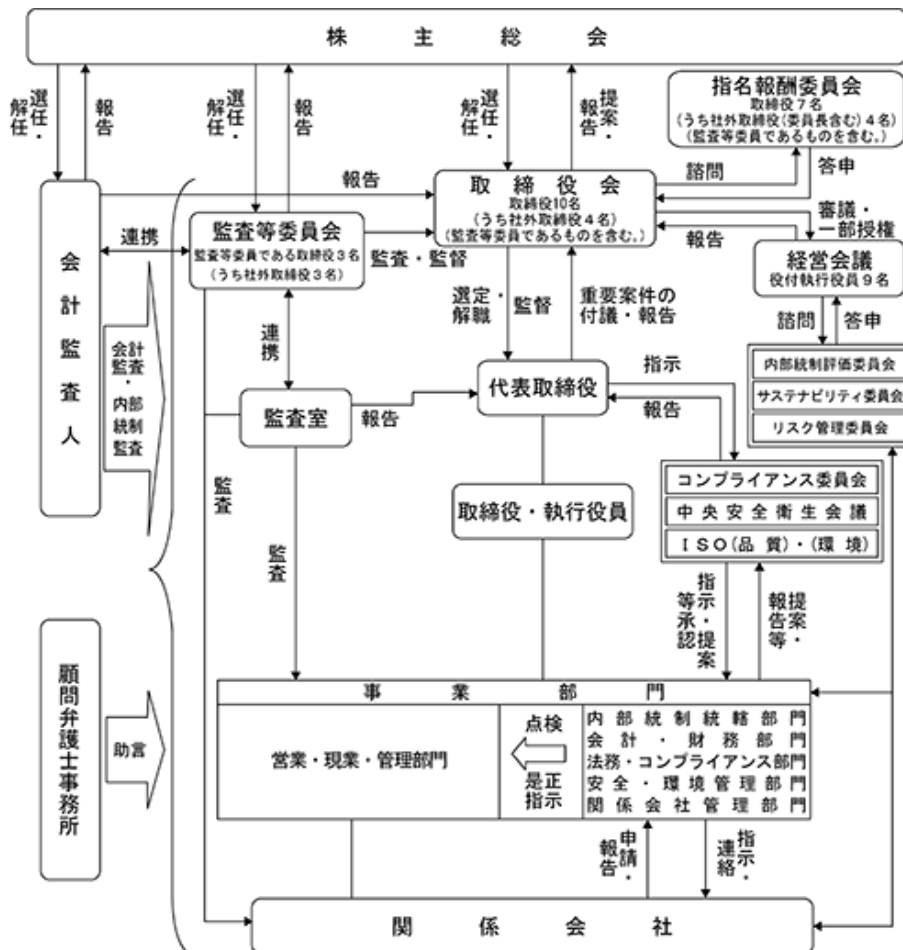 株主総会
選任・
解任
報告
選任・
解任
報告
選任・
解任
提案・
報告
指名報酬委員会
取締役7名
(うち社外取締役(委員長含む)4名)
(監査等委員であるものを含む。)
諮問
答申
報告
取締役会
取締役10名
(うち社外取締役4名)
(監査等委員であるものを含む。)
審議・
一部授権
報告
会計監査人
連携
監査等委員会
監査等委員である取締役3名
(うち社外取締役3名)
監査・監督
経営会議
役付執行役員9名
選定・
解職
監督
重要案件の
付議・報告
諮問
答申
連携
会計
監査・
内部
統制
監査
内部統制評価委員会
サステナビリティ委員会
リスク管理委員会
監査室
報告
代表取締役
指示
報告
監査
コンプライアンス委員会
中央安全衛生会議
ISO(品質)・(環境)
取締役・執行役員
監査
指示・提案
等承認
提案・
報告等
顧問弁護士事務所
助言
事業部門
営業・現業・管理部門
点検
是正
指示
内部統制統轄部門
会計・財務部門
法務・コンプライアンス部門
安全・環境管理部門
関係会社管理部門
申請・
報告
指示・
連絡
関係会社